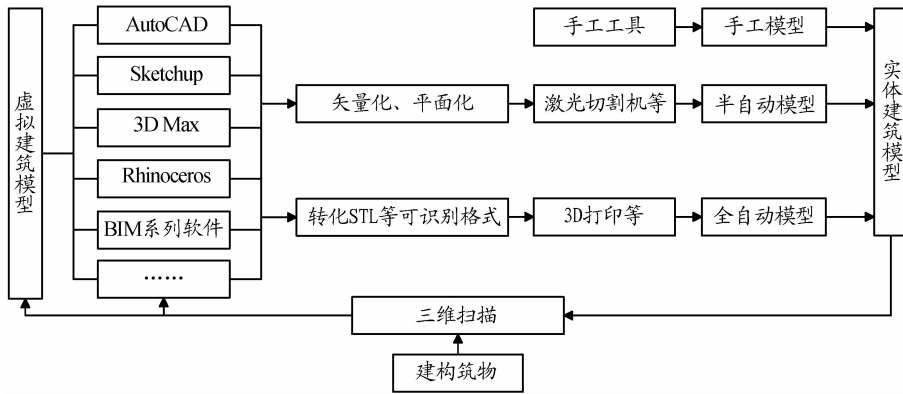 虚拟建筑模型
AutoCAD
Sketchup
3D Max
Rhinoceros
BIM系列软件
……
矢量化、平面化
转化STL等可识别格式
手工工具
激光切割机等
3D打印等
手工模型
半自动模型
全自动模型
实体建筑模型
三维扫描
建构筑物